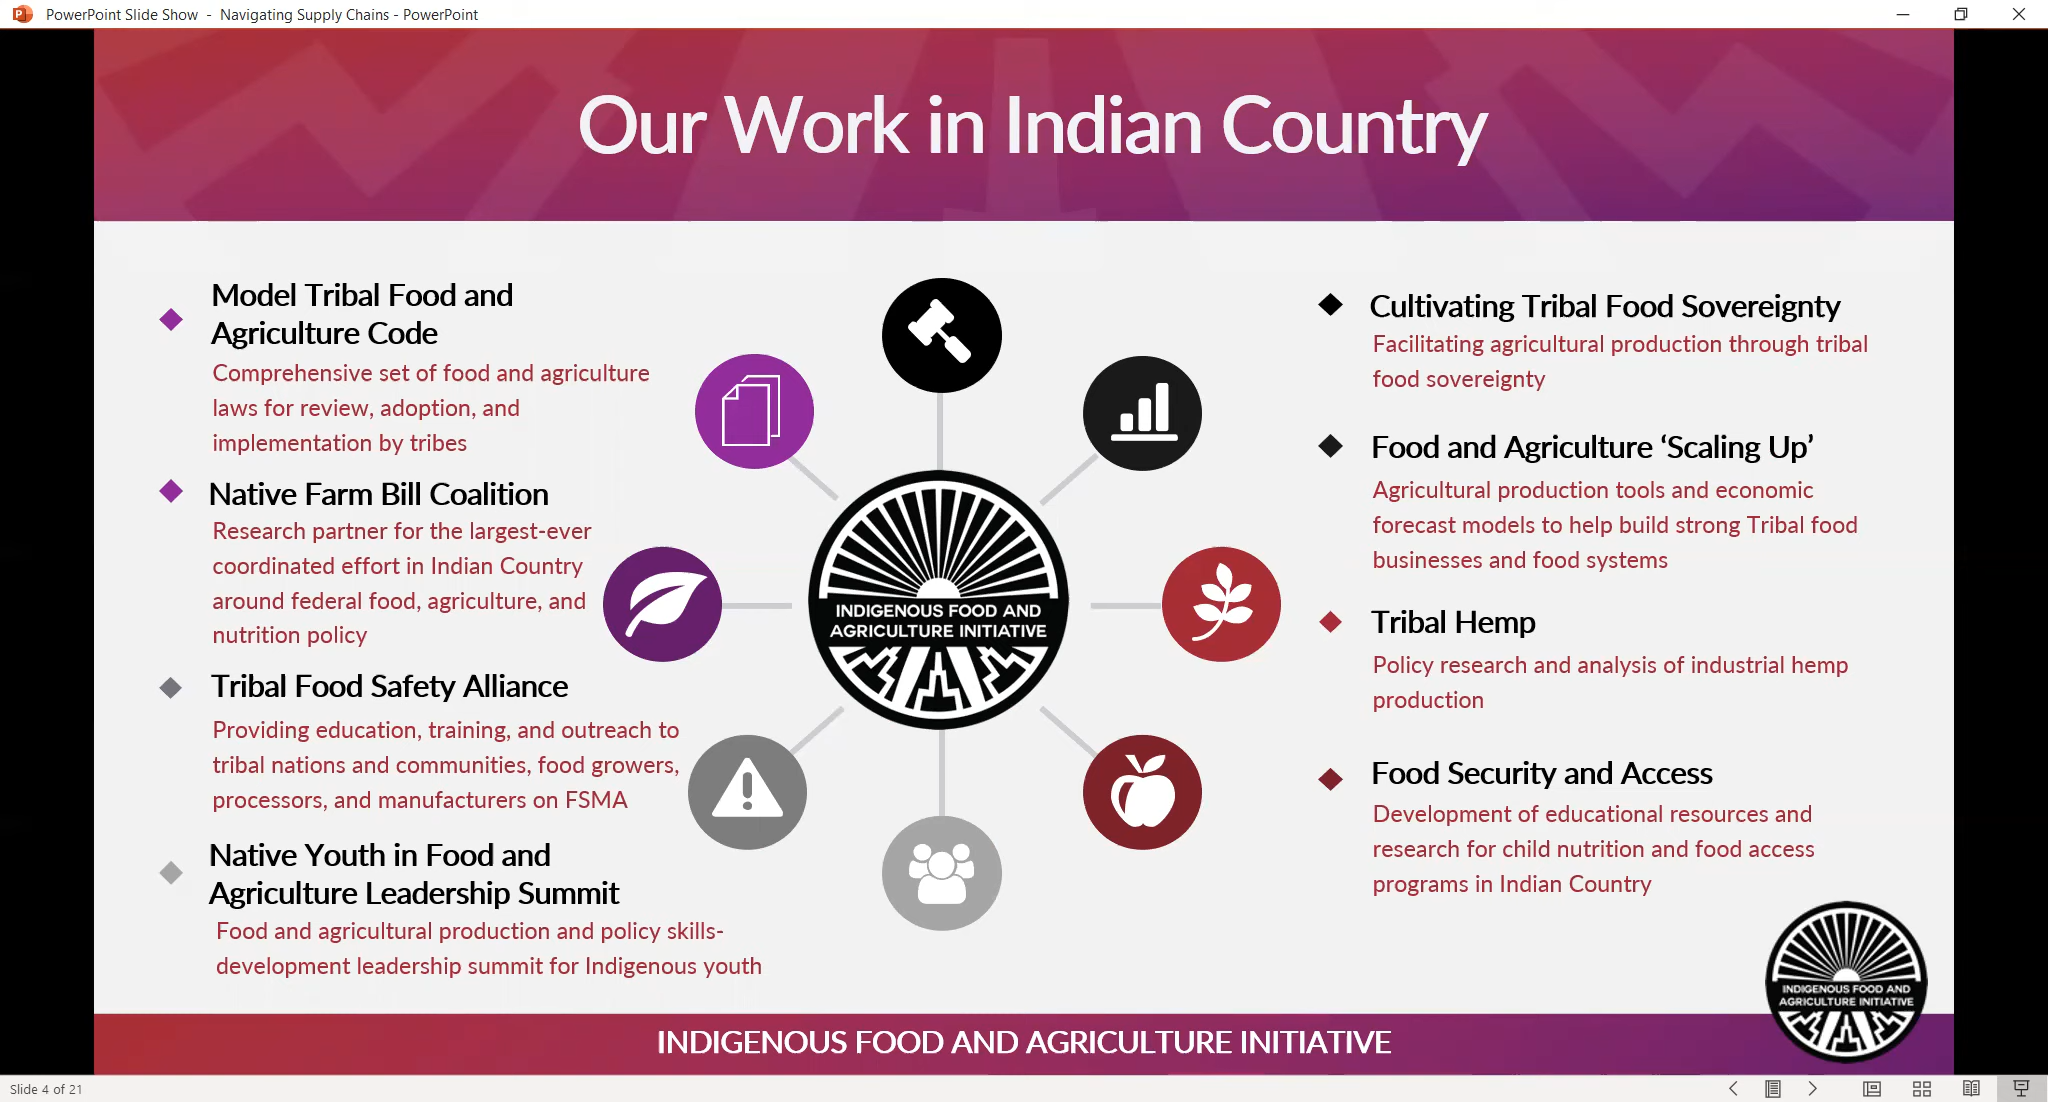 PowerPoint Slide Show - Navigating Supply Chains - PowerPoint
Our Work in Indian Country
Model Tribal Food and
Agriculture Code
Comprehensive set of food and agriculture
laws for review, adoption, and
implementation by tribes
Native Farm Bill Coalition
Research partner for the largest-ever
coordinated effort in Indian Country
around federal food, agriculture, and
nutrition policy
Tribal Food Safety Alliance
Providing education, training, and outreach to
tribal nations and communities, food growers,
processors, and manufacturers on FSMA
Native Youth in Food and
Agriculture Leadership Summit
Food and agricultural production and policy skills-
development leadership summit for Indigenous youth
INDIGENOUS FOOD AND
AGRICULTURE INITIATIVE
Cultivating Tribal Food Sovereignty
Facilitating agricultural production through tribal
food sovereignty
Food and Agriculture ‘Scaling Up’
Agricultural production tools and economic
forecast models to help build strong Tribal food
businesses and food systems
Tribal Hemp
Policy research and analysis of industrial hemp
production
Food Security and Access
Development of educational resources and
research for child nutrition and food access
programs in Indian Country
INDIGENOUS FOOD AND
AGRICULTURE INITIATIVE
INDIGENOUS FOOD AND AGRICULTURE INITIATIVE
Slide 4 of 21